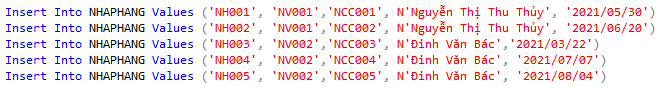 Insert Into NHAPHANG Values ('NH001', 'NV001','NCC001', N'Nguyễn Thị Thu Thủy', '2021/05/30')
Insert Into NHAPHANG Values ('NH002', 'NV001','NCC002', N'Nguyễn Thị Thu Thủy', '2021/06/20')
Insert Into NHAPHANG Values ('NH003', 'NV002','NCC003', N'Đinh Văn Bác','2021/03/22')
Insert Into NHAPHANG Values ('NH004', 'NV002','NCC004', N'Đinh Văn Bác', '2021/07/07')
Insert Into NHAPHANG Values ('NH005', 'NV002','NCC005', N'Đinh Văn Bác', '2021/08/04')